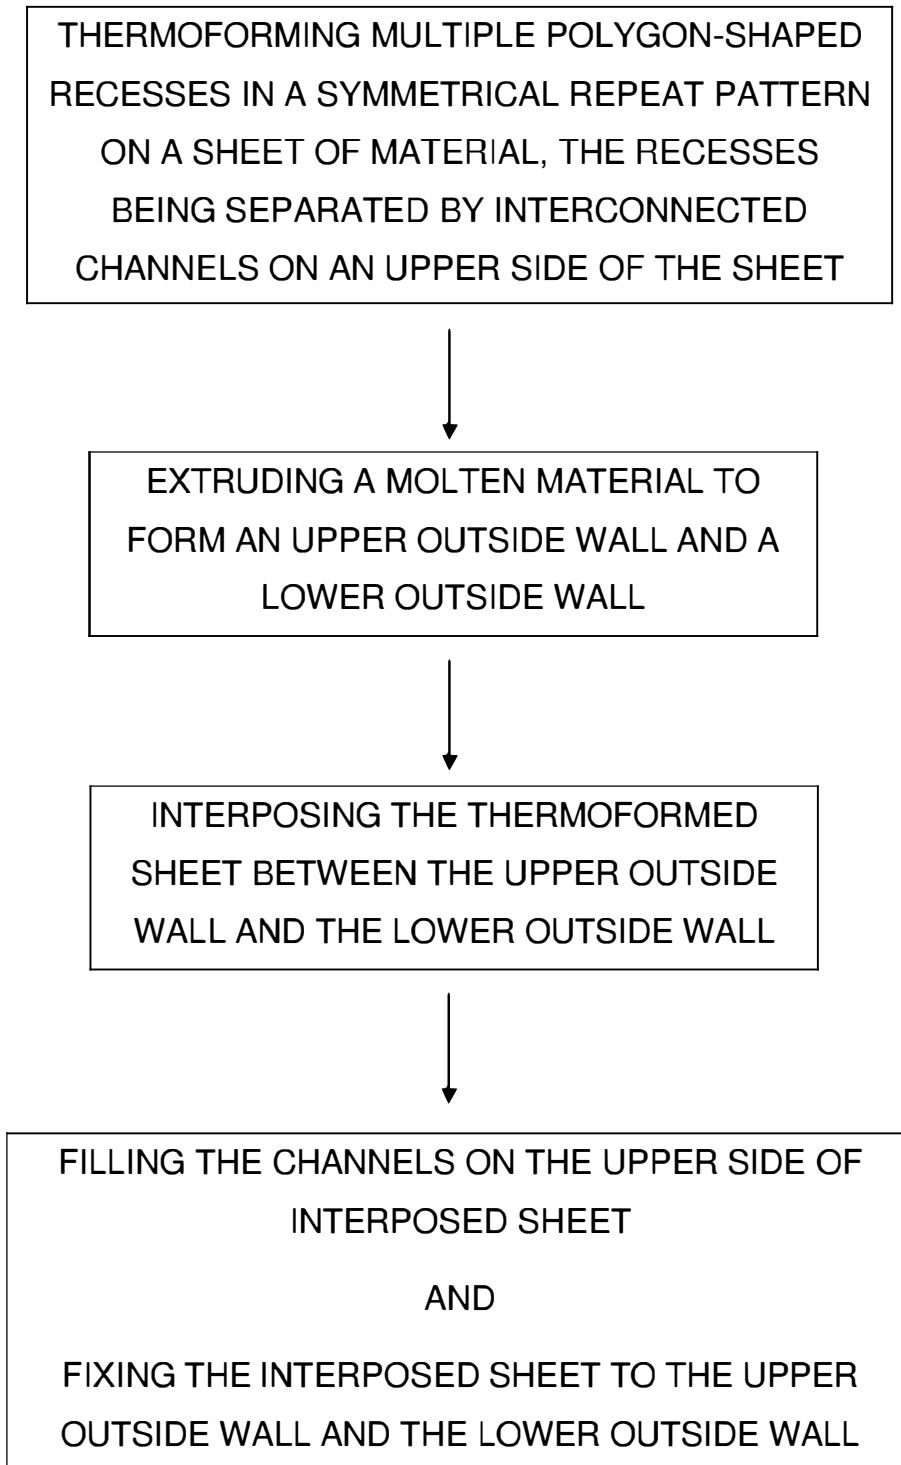 THERMOFORMING MULTIPLE POLYGON-SHAPED
RECESSES IN A SYMMETRICAL REPEAT PATTERN
ON A SHEET OF MATERIAL, THE RECESSES
BEING SEPARATED BY INTERCONNECTED
CHANNELS ON AN UPPER SIDE OF THE SHEET
EXTRUDING A MOLTEN MATERIAL TO
FORM AN UPPER OUTSIDE WALL AND A
LOWER OUTSIDE WALL
INTERPOSING THE THERMOFORMED
SHEET BETWEEN THE UPPER OUTSIDE
WALL AND THE LOWER OUTSIDE WALL
FILLING THE CHANNELS ON THE UPPER SIDE OF
INTERPOSED SHEET
AND
FIXING THE INTERPOSED SHEET TO THE UPPER
OUTSIDE WALL AND THE LOWER OUTSIDE WALL